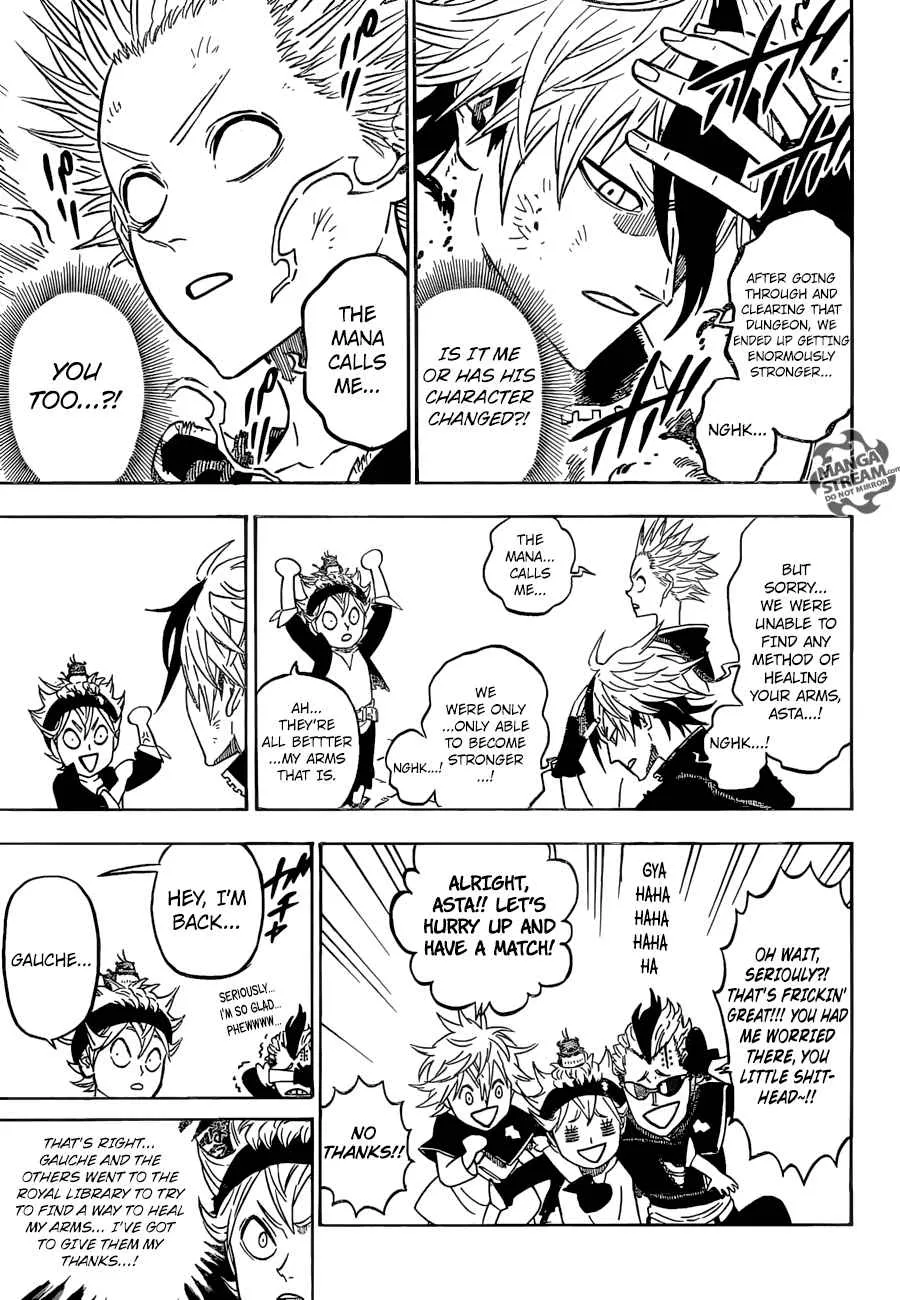 AFTER GOING
THROUGH AND
CLEARING THAT
DUNGEON, WE
ENDED UP GETTING
ENORMOUSLY
STRONGER...
NGHK...
IS IT ME
OR HAS HIS
CHARACTER
CHANGED?!
THE
MANA
CALLS
ME...
YOU
TOO...?!
MANGA
STREAM.com
DO NOT MIRROR
BUT
SORRY...
WE WERE
UNABLE TO
FIND ANY
METHOD OF
HEALING
YOUR ARMS,
ASTA...!
NGHK...!
THE
MANA...
CALLS
ME...
WE
WERE ONLY
...ONLY ABLE
TO BECOME
STRONGER
...!
NGHK...!
AH...
THEY'RE
ALL BETTTER
...MY ARMS
THAT IS.
OH WAIT,
SERIOULY?!
THAT'S FRICKIN'
GREAT!!! YOU HAD
ME WORRIED
THERE, YOU
LITTLE SHIT-
HEAD~!!
GYA
HAHA
HAHA
HAHA
HA
ALRIGHT,
ASTA!! LET'S
HURRY UP AND
HAVE A MATCH!
NO
THANKS!!
HEY, I'M
BACK...
SERIOUSLY...
I'M SO GLAD...
PHEWWWW...
GAUCHE...
THAT'S RIGHT...
GAUCHE AND THE
OTHERS WENT TO THE
ROYAL LIBRARY TO TRY
TO FIND A WAY TO HEAL
MY ARMS... I'VE GOT
TO GIVE THEM MY
THANKS...!